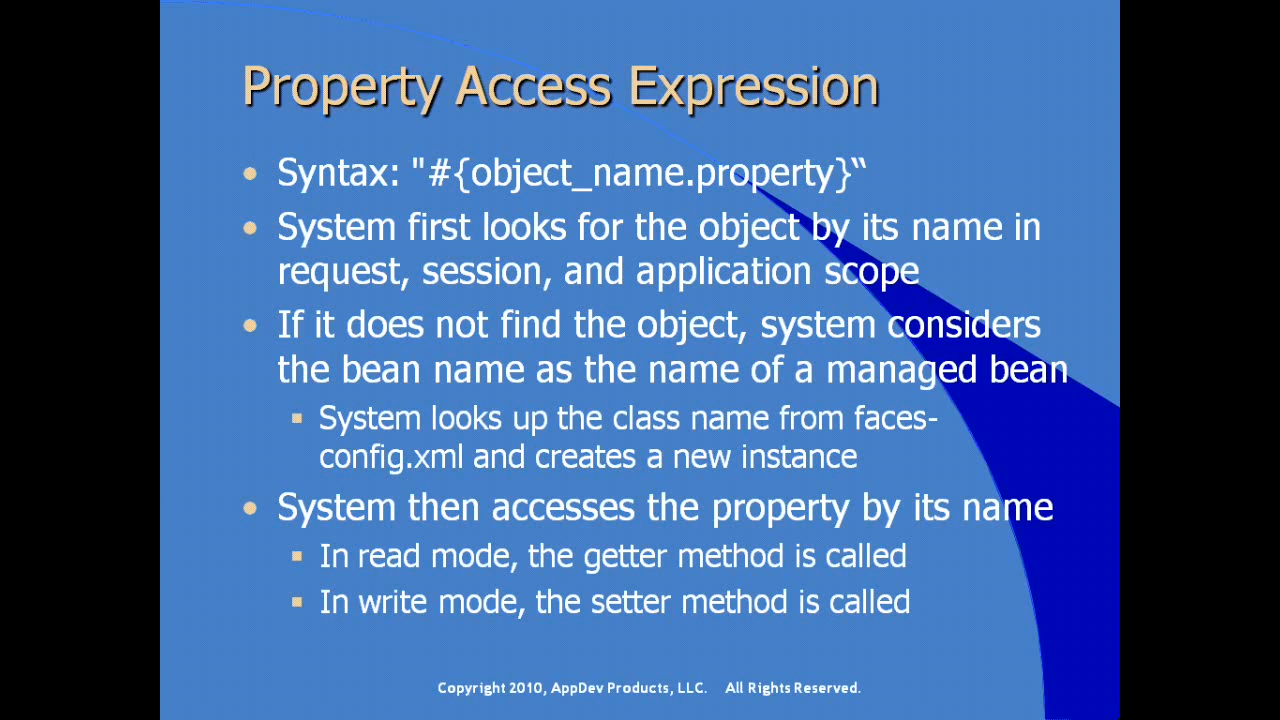 Property Access Expression
• Syntax: "#{object_name.property}“
• System first looks for the object by its name in
request, session, and application scope
• If it does not find the object, system considers
the bean name as the name of a managed bean
▪ System looks up the class name from faces-
config.xml and creates a new instance
• System then accesses the property by its name
▪ In read mode, the getter method is called
▪ In write mode, the setter method is called
Copyright 2010, AppDev Products, LLC. All Rights Reserved.